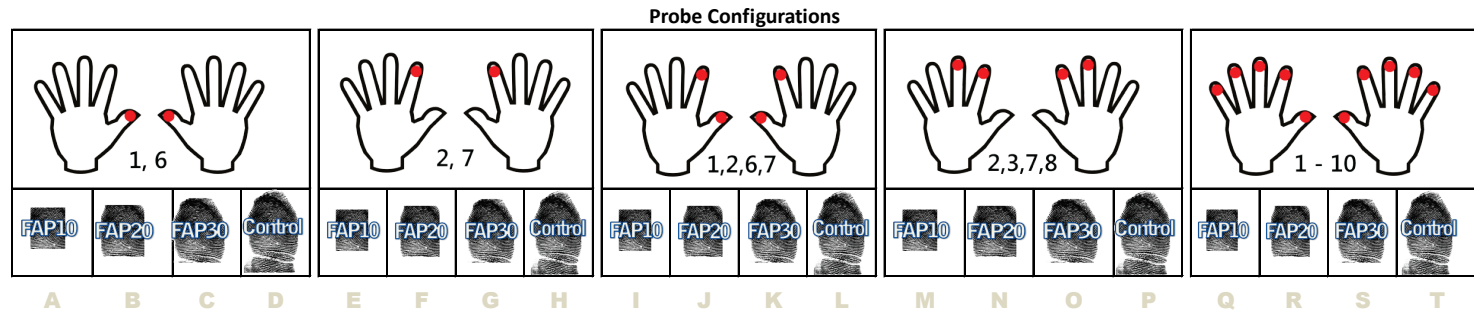 Probe Configurations
1, 6
2, 7
1,2,6,7
2,3,7,8
1 - 10
FAP10 FAP20 FAP30 Control FAP10 FAP20 FAP30 Control FAP10 FAP20 FAP30 Control FAP10 FAP20 FAP30 Control FAP10 FAP20 FAP30 Control
A B C D E F G H I J K L M N O P Q R S T